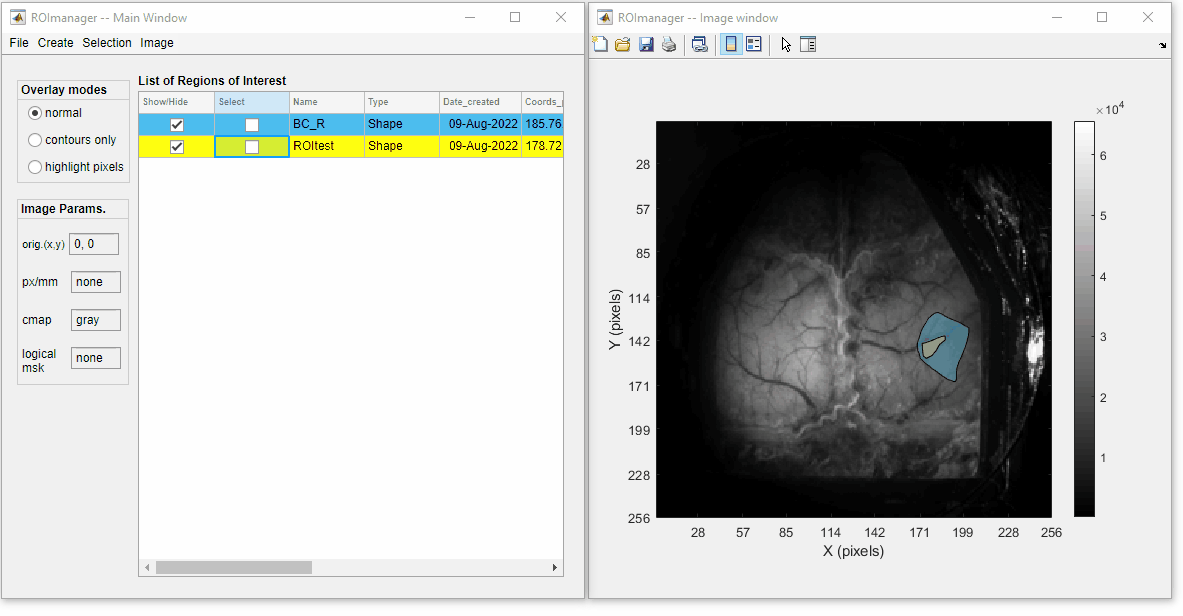 ROImanager -- Main Window
File Create Selection Image
Overlay modes
normal
contours only
highlight pixels
Image Params.
orig.(x,y) 0, 0
px/mm none
cmap gray
logical
msk none
List of Regions of Interest
Show/Hide Select Name Type Date_created Coords_
BC_R Shape 09-Aug-2022 185.76
ROItest Shape 09-Aug-2022 178.72
ROImanager -- Image window
×10^4
28
57
85
114
142
171
199
228
256
Y (pixels)
28 57 85 114 142 171 199 228 256
X (pixels)
6
5
4
3
2
1